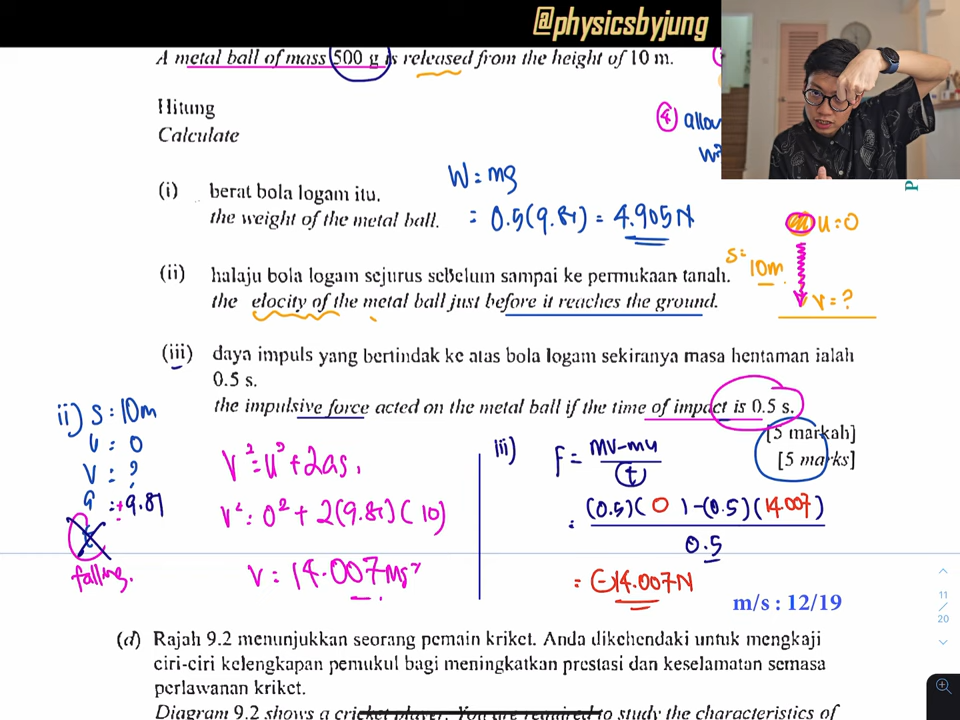 @physicsbyjung
A metal ball of mass 500 g is released from the height of 10 m.
Hitung
Calculate
④ allow
(i) berat bola logam itu.
the weight of the metal ball.
W = mg
= 0.5(9.81) = 4.905N
(ii) halaju bola logam sejurus sebelum sampai ke permukaan tanah.
the elocity of the metal ball just before it reaches the ground.
u=0
s=
10m
v=?
(iii) daya impuls yang bertindak ke atas bola logam sekiranya masa hentaman ialah
0.5 s.
the impulsive force acted on the metal ball if the time of impact is 0.5 s.
[5 markah]
[5 marks]
ii) s: 10m
u: 0
v: ?
a: +9.81
t
falling.
v²=u²+2as,
v²: 0² + 2(9.81)(10)
v = 14.007 ms⁻¹
iii) F = mv-mu
t
= (0.5)(0)-(0.5)(14.007)
0.5
= (-)14.007N
m/s : 12/19
11
/
20
(d) Rajah 9.2 menunjukkan seorang pemain kriket. Anda dikehendaki untuk mengkaji
ciri-ciri kelengkapan pemukul bagi meningkatkan prestasi dan keselamatan semasa
perlawanan kriket.
Diagram 9.2 shows a cricket player. You are required to study the characteristics of